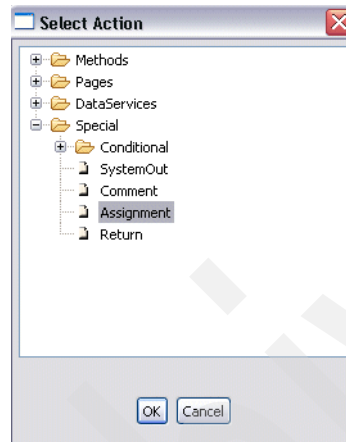 Select Action
Methods
Pages
DataServices
Special
Conditional
SystemOut
Comment
Assignment
Return
OK Cancel